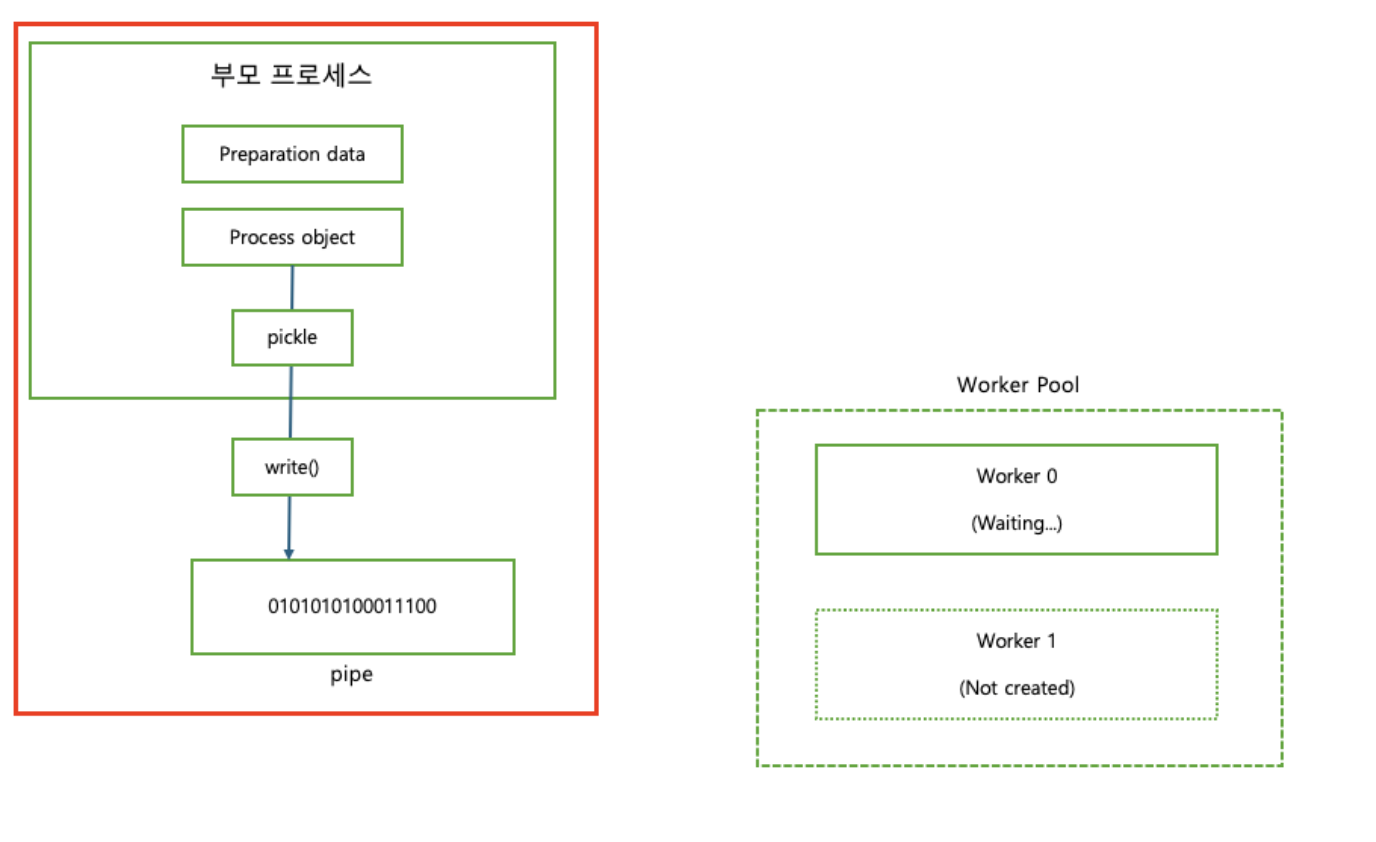 부모 프로세스
Preparation data
Process object
pickle
write()
0101010100011100
pipe
Worker Pool
Worker 0
(Waiting...)
Worker 1
(Not created)